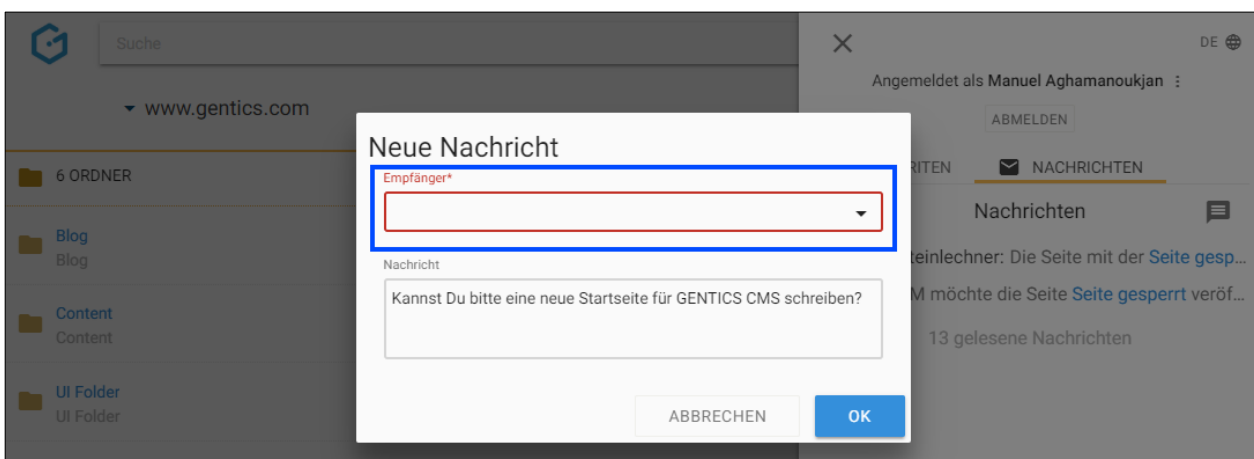 Suche
DE
Angemeldet als Manuel Aghamanoukjan
www.gentics.com
ABMELDEN
Neue Nachricht
6 ORDNER
Empfänger*
RITEN
NACHRICHTEN
Nachrichten
Blog
Blog
teinlechner: Die Seite mit der Seite gesp...
Nachricht
Kannst Du bitte eine neue Startseite für GENTICS CMS schreiben?
M möchte die Seite Seite gesperrt veröf...
Content
Content
13 gelesene Nachrichten
UI Folder
UI Folder
ABBRECHEN
OK